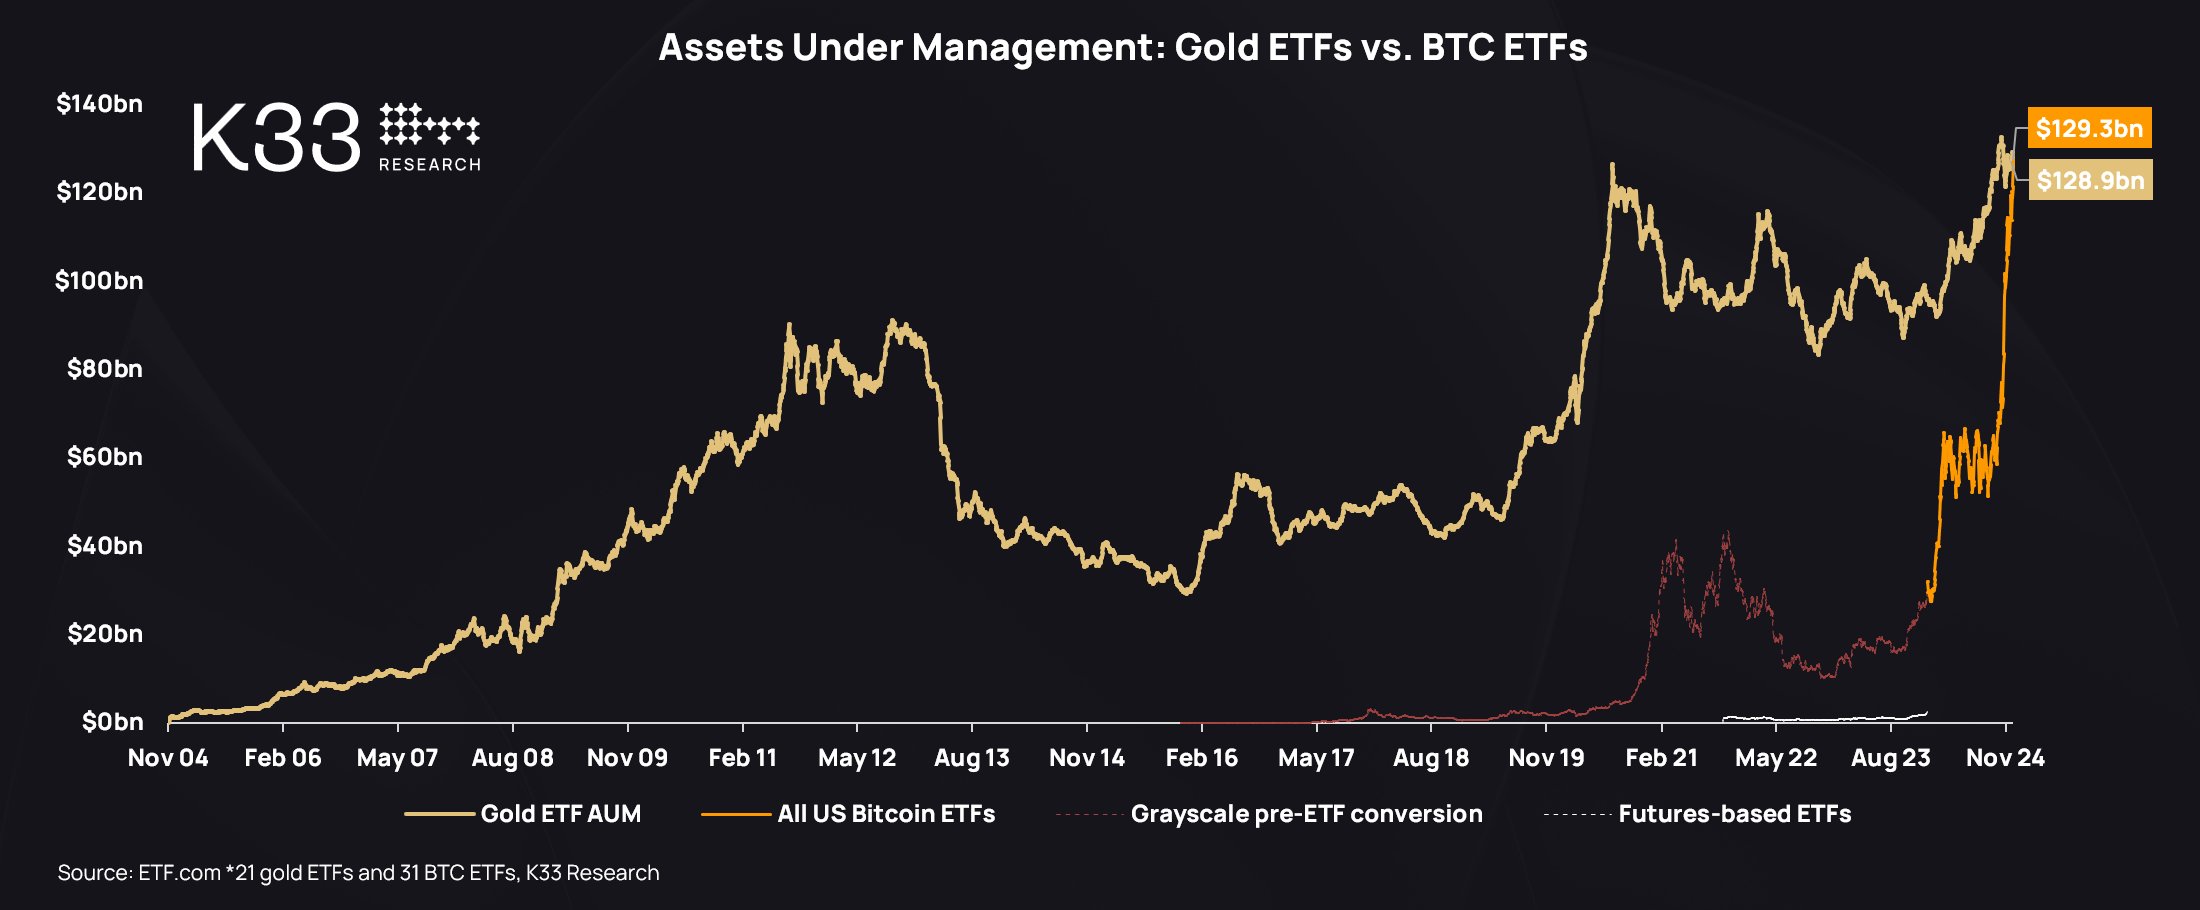 Assets Under Management: Gold ETFs vs. BTC ETFs
$140bn
$120bn
$100bn
$80bn
$60bn
$40bn
$20bn
$0bn
K33
RESEARCH
$129.3bn
$128.9bn
Nov 04 Feb 06 May 07 Aug 08 Nov 09 Feb 11 May 12 Aug 13 Nov 14 Feb 16 May 17 Aug 18 Nov 19 Feb 21 May 22 Aug 23 Nov 24
Gold ETF AUM All US Bitcoin ETFs Grayscale pre-ETF conversion Futures-based ETFs
Source: ETF.com *21 gold ETFs and 31 BTC ETFs, K33 Research